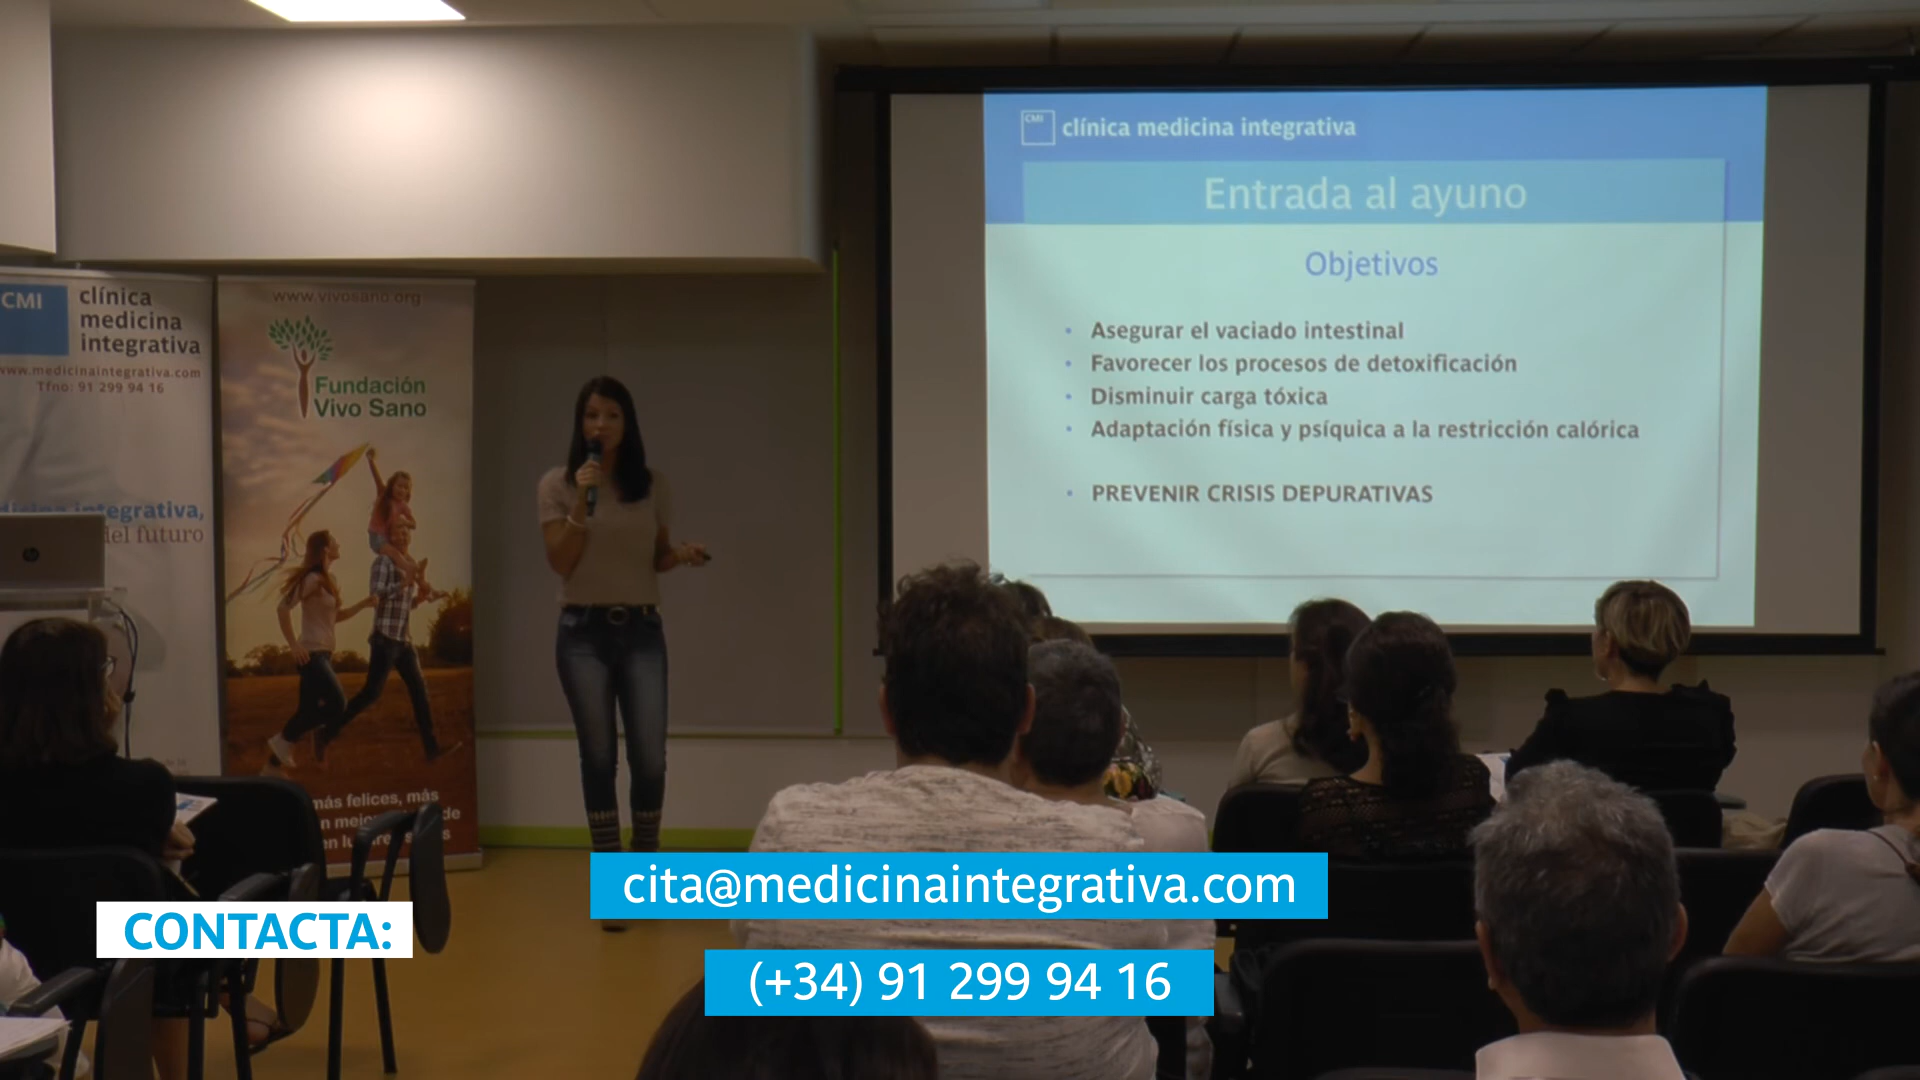 CMI
clínica medicina integrativa
Entrada al ayuno
Objetivos
• Asegurar el vaciado intestinal
• Favorecer los procesos de detoxificación
• Disminuir carga tóxica
• Adaptación física y psíquica a la restricción calórica
• PREVENIR CRISIS DEPURATIVAS
CMI
clínica
medicina
integrativa
www.medicinaintegrativa.com
Tfno: 91 299 94 16
integrativa,
del futuro
www.vivosano.org
Fundación
Vivo Sano
más felices, más
hp
CONTACTA:
cita@medicinaintegrativa.com
(+34) 91 299 94 16